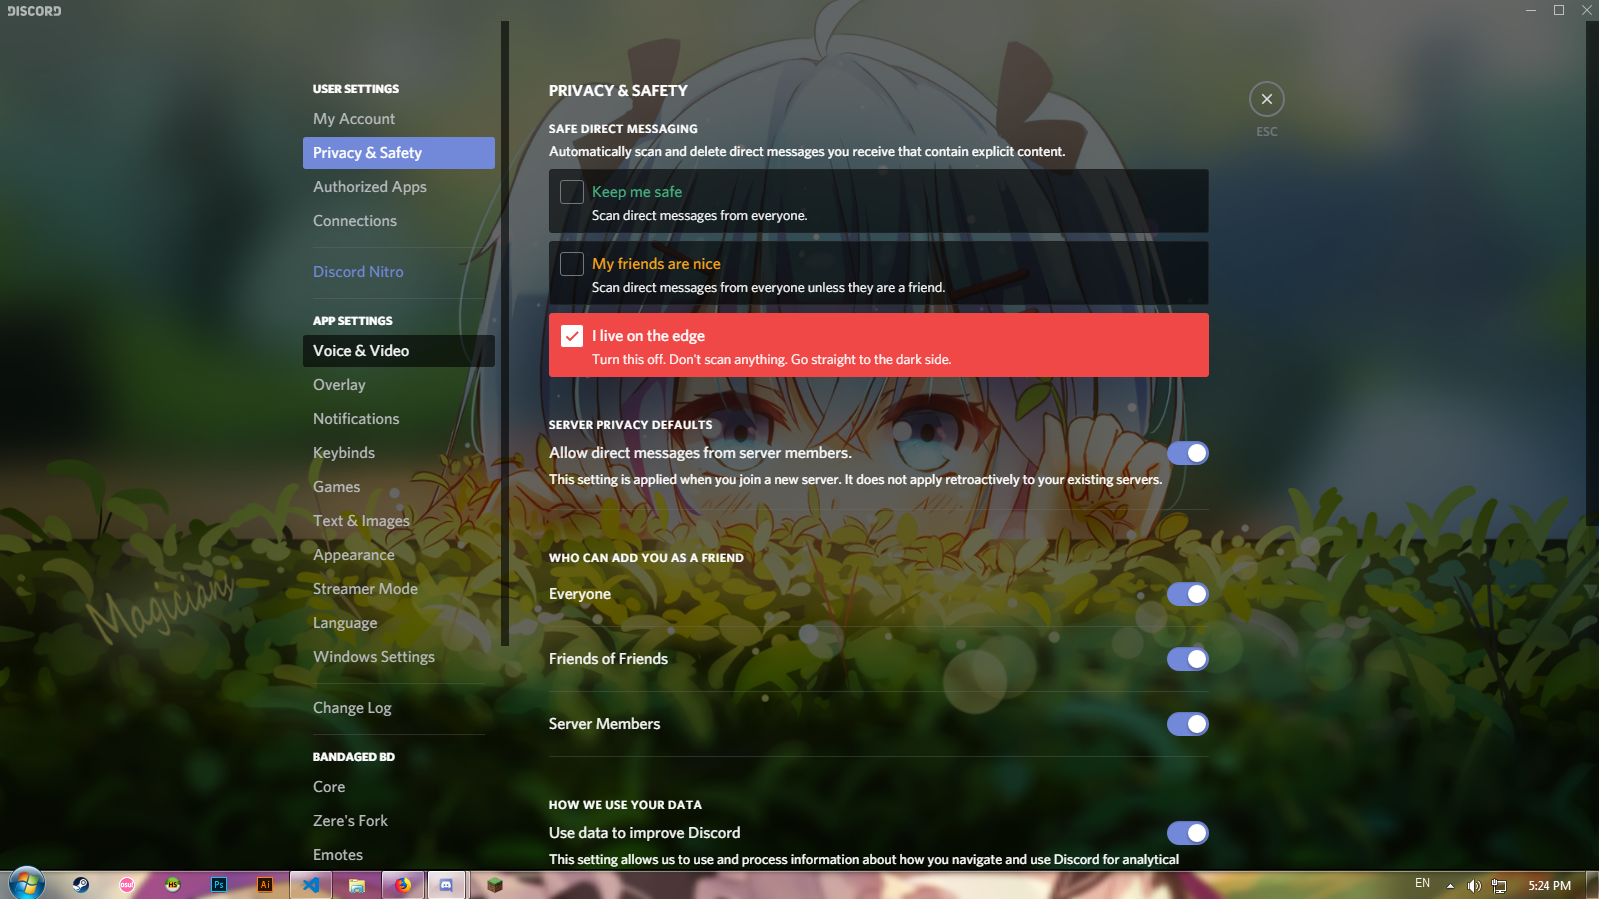 DISCORD
USER SETTINGS
My Account
Privacy & Safety
Authorized Apps
Connections
Discord Nitro
APP SETTINGS
Voice & Video
Overlay
Notifications
Keybinds
Games
Text & Images
Appearance
Streamer Mode
Language
Windows Settings
Change Log
BANDAGED BD
Core
Zere's Fork
Emotes
PRIVACY & SAFETY
ESC
SAFE DIRECT MESSAGING
Automatically scan and delete direct messages you receive that contain explicit content.
Keep me safe
Scan direct messages from everyone.
My friends are nice
Scan direct messages from everyone unless they are a friend.
I live on the edge
Turn this off. Don't scan anything. Go straight to the dark side.
SERVER PRIVACY DEFAULTS
Allow direct messages from server members.
This setting is applied when you join a new server. It does not apply retroactively to your existing servers.
WHO CAN ADD YOU AS A FRIEND
Everyone
Friends of Friends
Server Members
HOW WE USE YOUR DATA
Use data to improve Discord
This setting allows us to use and process information about how you navigate and use Discord for analytical
Magician
osu!
HS
Ps
Ai
EN
5:24 PM